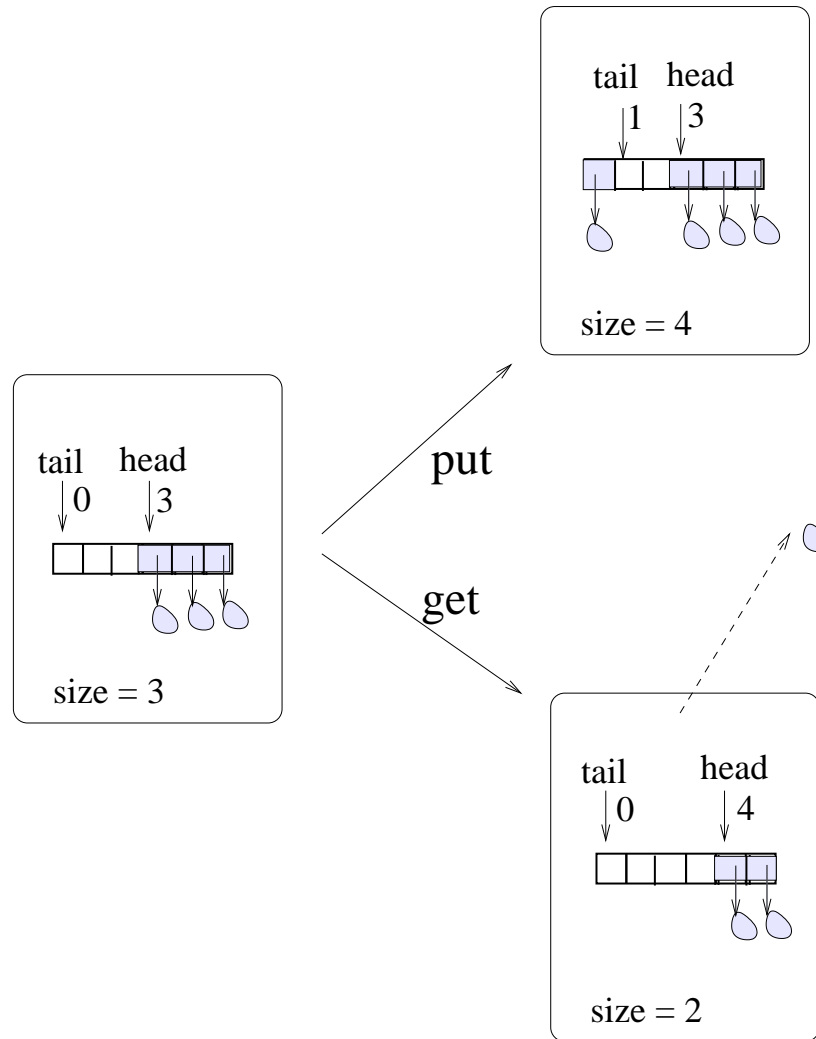 tail head
1 3
size = 4
put
tail head
0 3
size = 3
get
tail head
0 4
size = 2